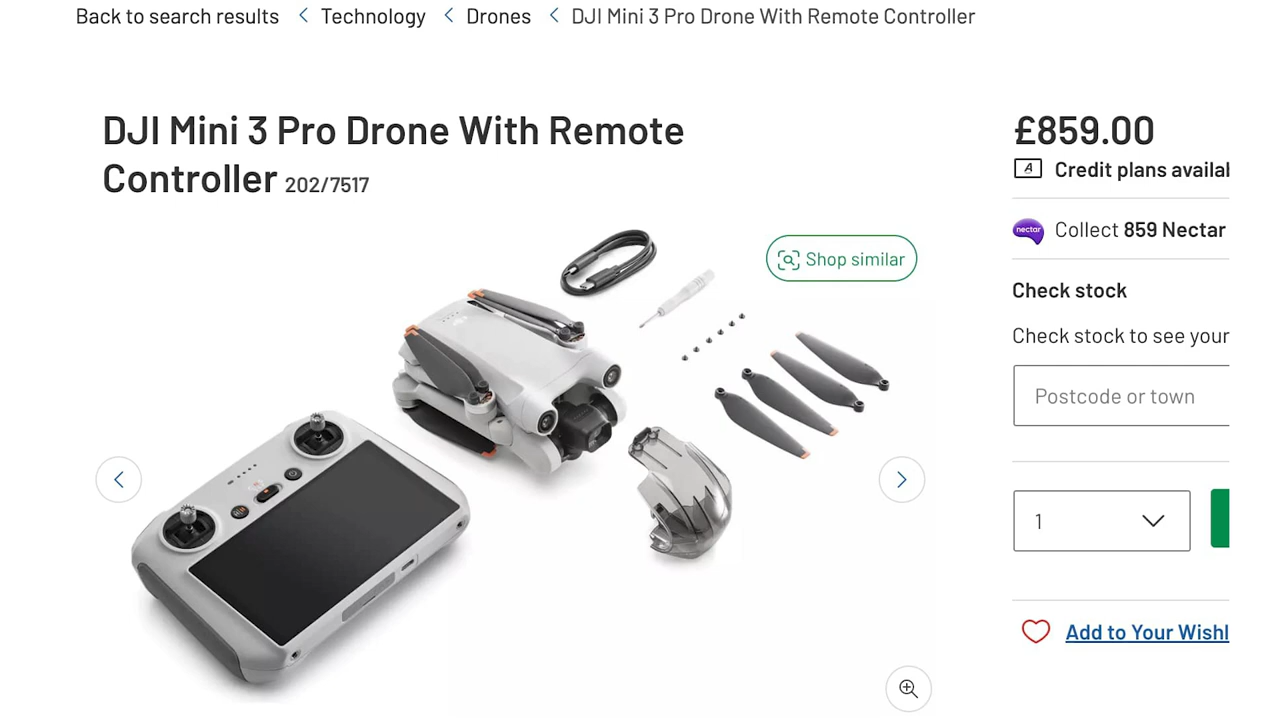 Back to search results Technology Drones DJI Mini 3 Pro Drone With Remote Controller
DJI Mini 3 Pro Drone With Remote
Controller 202/7517
£859.00
Credit plans availal
nectar Collect 859 Nectar
Shop similar
Check stock
Check stock to see your
Postcode or town
1
Add to Your Wishl